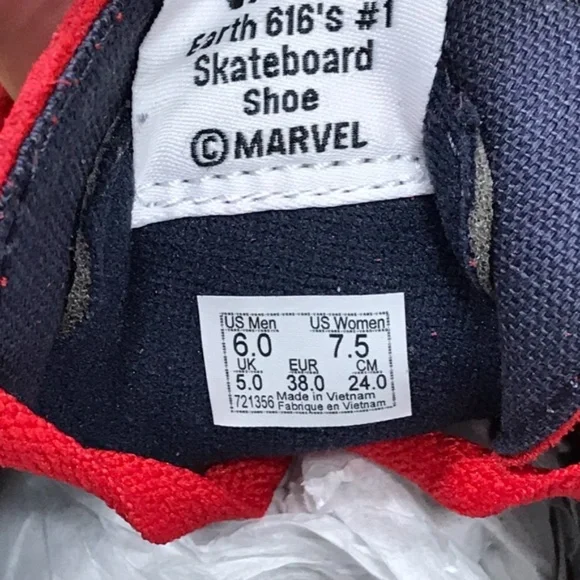 Earth 616's #1
Skateboard
Shoe
©MARVEL
US Men US Women
6.0 7.5
UK EUR CM
5.0 38.0 24.0
721356 Made in Vietnam
Fabrique en Vietnam